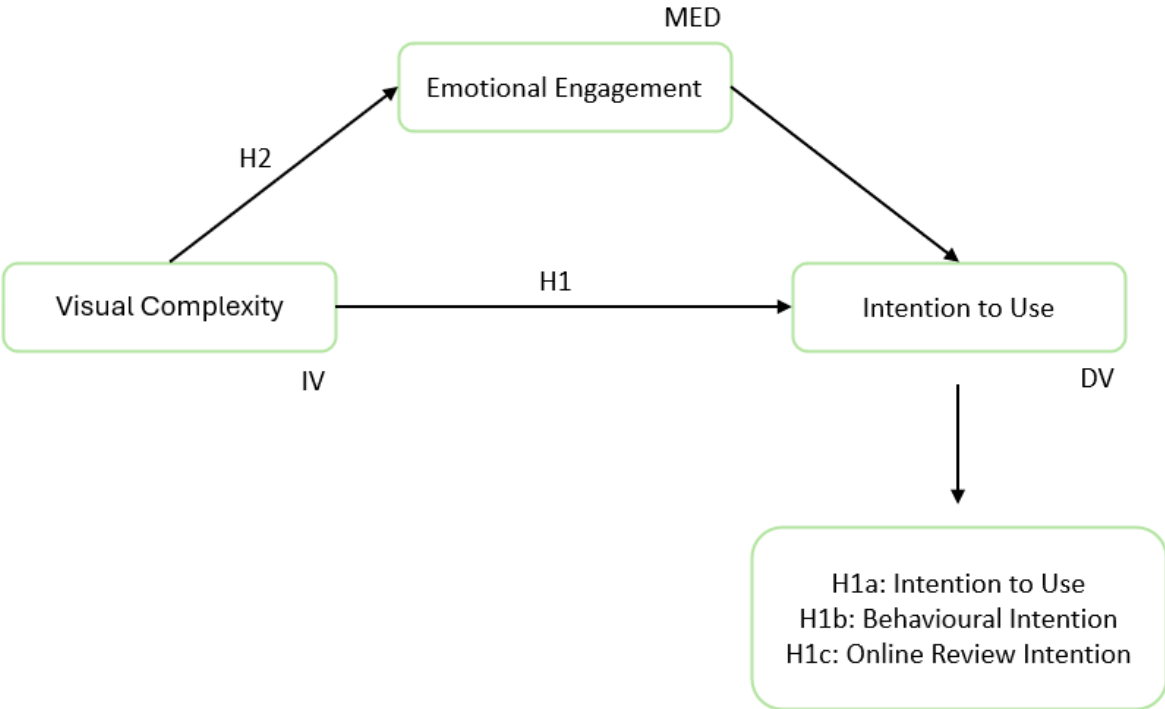 MED
Emotional Engagement
H2
H1
Visual Complexity
Intention to Use
IV
DV
H1a: Intention to Use
H1b: Behavioural Intention
H1c: Online Review Intention